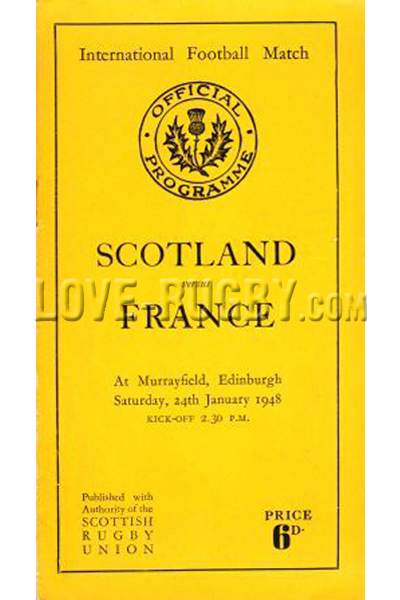 International Football Match
· OFFICIAL ·
PROGRAMME
SCOTLAND
versus
LOVE-RUGBY.COM
FRANCE
At Murrayfield, Edinburgh
Saturday, 24th January 1948
KICK-OFF 2.30 P.M.
Published with
Authority of the
SCOTTISH
RUGBY
UNION
PRICE
6D·